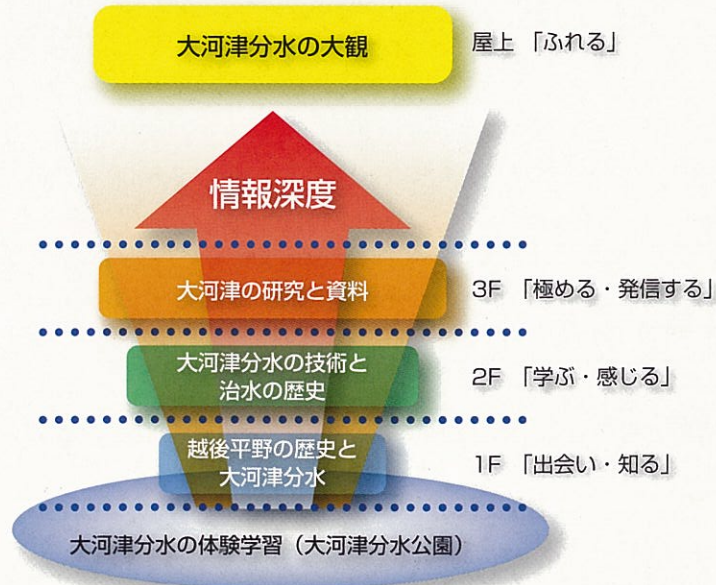 大河津分水の大観
屋上 「ふれる」
情報深度
大河津の研究と資料
3F 「極める・発信する」
大河津分水の技術と
治水の歴史
2F 「学ぶ・感じる」
越後平野の歴史と
大河津分水
1F 「出会い・知る」
大河津分水の体験学習（大河津分水公園）